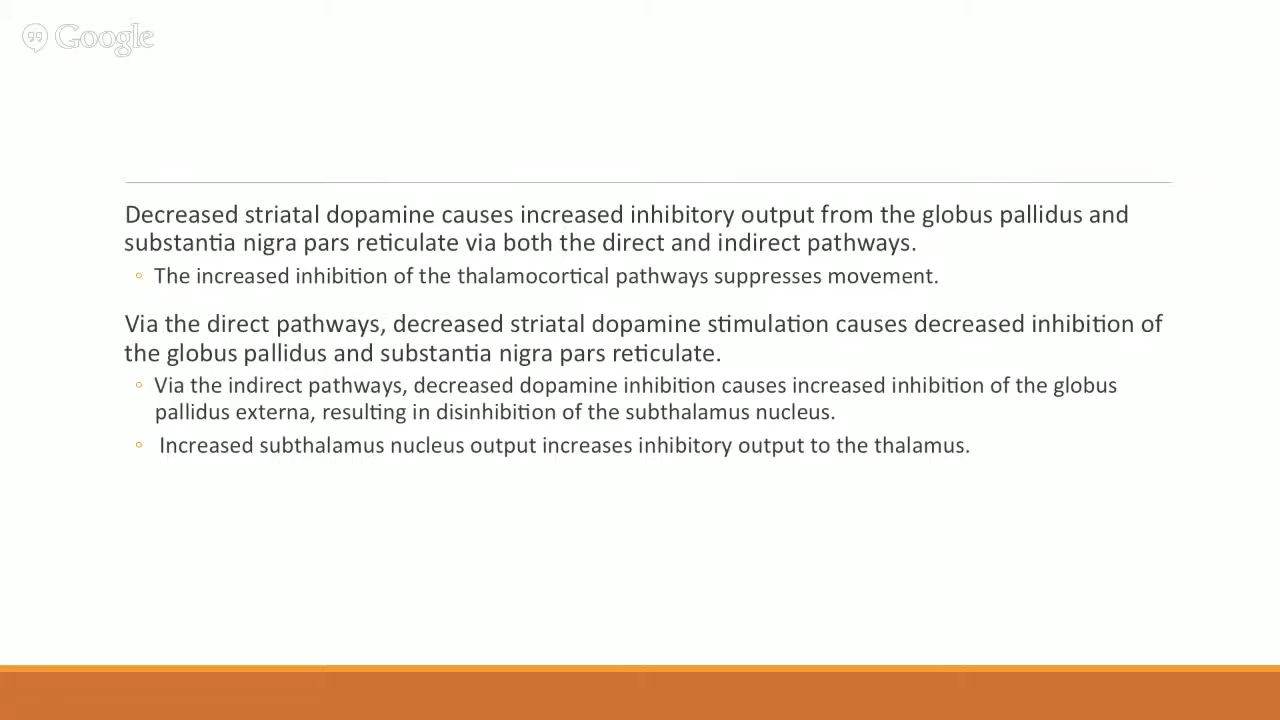 Google
Decreased striatal dopamine causes increased inhibitory output from the globus pallidus and
substantia nigra pars reticulate via both the direct and indirect pathways.
◦ The increased inhibition of the thalamocortical pathways suppresses movement.
Via the direct pathways, decreased striatal dopamine stimulation causes decreased inhibition of
the globus pallidus and substantia nigra pars reticulate.
◦ Via the indirect pathways, decreased dopamine inhibition causes increased inhibition of the globus
pallidus externa, resulting in disinhibition of the subthalamus nucleus.
◦ Increased subthalamus nucleus output increases inhibitory output to the thalamus.